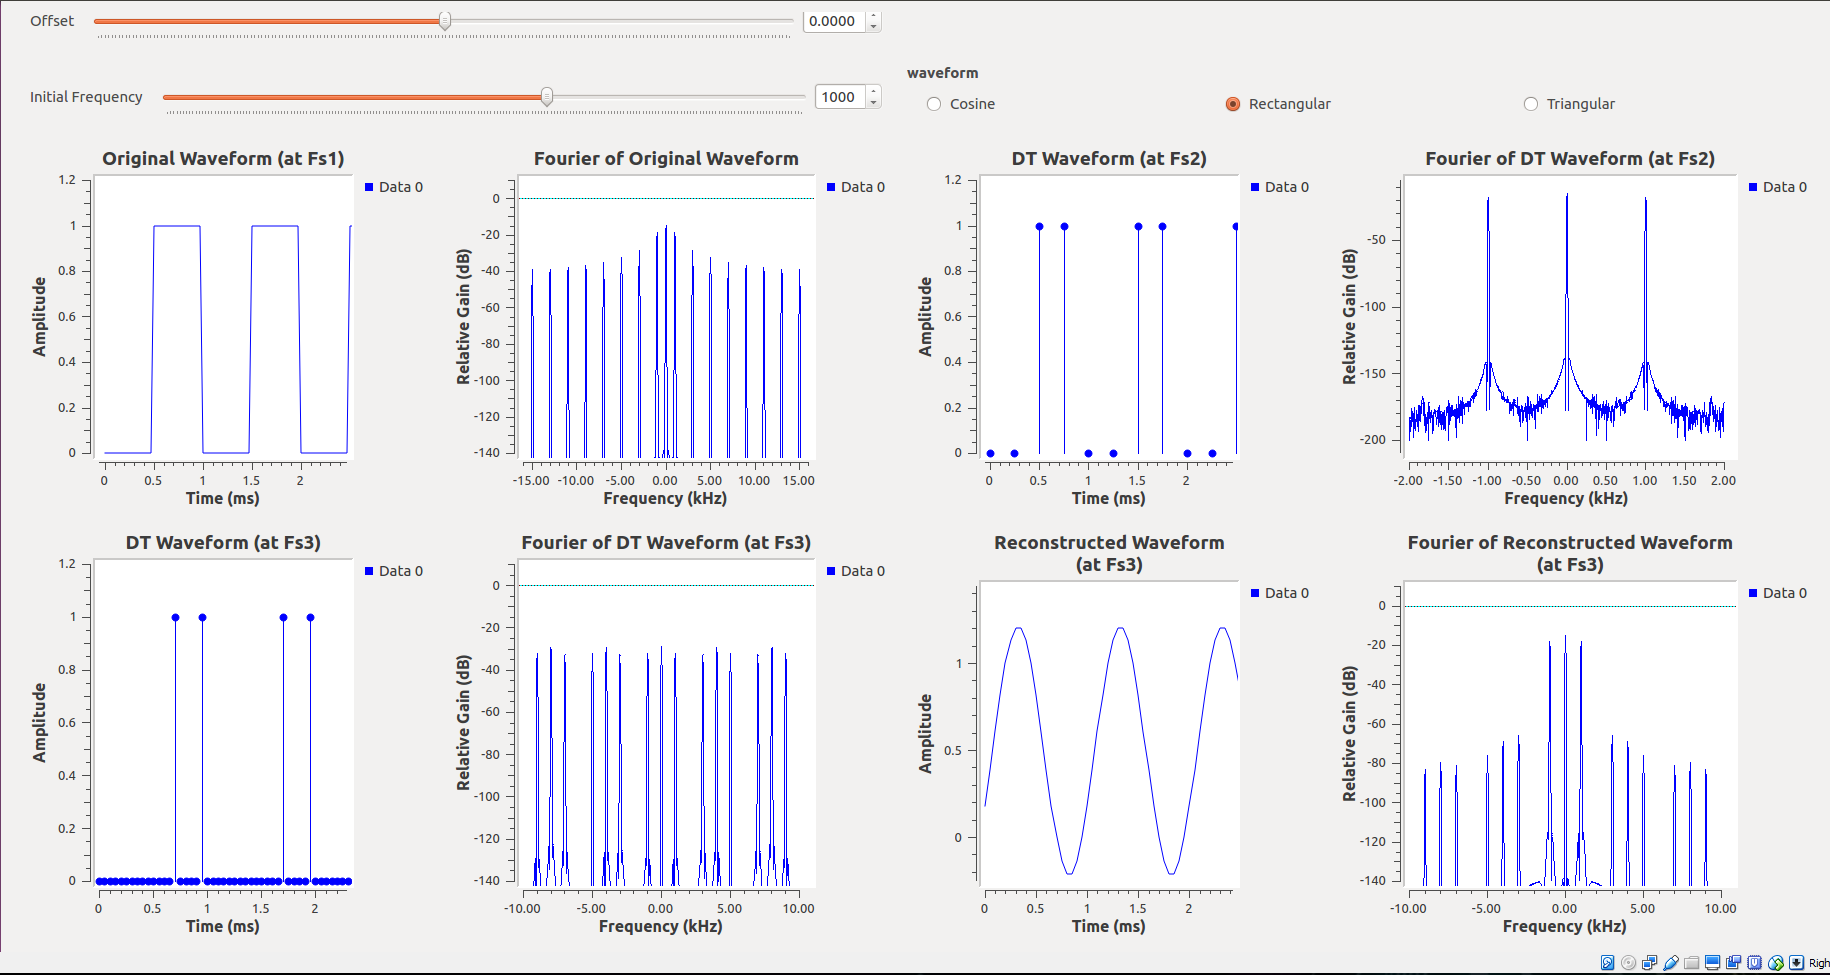 Offset 0.0000
waveform
Initial Frequency 1000 Cosine Rectangular Triangular
Original Waveform (at Fs1)
1.2
1
0.8
0.6
0.4
0.2
0
Amplitude
0 0.5 1 1.5 2
Time (ms)
Data 0
Fourier of Original Waveform
0
-20
-40
-60
-80
-100
-120
-140
Relative Gain (dB)
-15.00 -10.00 -5.00 0.00 5.00 10.00 15.00
Frequency (kHz)
Data 0
DT Waveform (at Fs2)
1.2
1
0.8
0.6
0.4
0.2
0
Amplitude
0 0.5 1 1.5 2
Time (ms)
Data 0
Fourier of DT Waveform (at Fs2)
-50
-100
-150
-200
Relative Gain (dB)
-2.00 -1.50 -1.00 -0.50 0.00 0.50 1.00 1.50 2.00
Frequency (kHz)
Data 0
DT Waveform (at Fs3)
1.2
1
0.8
0.6
0.4
0.2
0
Amplitude
0 0.5 1 1.5 2
Time (ms)
Data 0
Fourier of DT Waveform (at Fs3)
0
-20
-40
-60
-80
-100
-120
-140
Relative Gain (dB)
-10.00 -5.00 0.00 5.00 10.00
Frequency (kHz)
Data 0
Reconstructed Waveform
(at Fs3)
1
0.5
0
Amplitude
0 0.5 1 1.5 2
Time (ms)
Data 0
Fourier of Reconstructed Waveform
(at Fs3)
0
-20
-40
-60
-80
-100
-120
-140
Relative Gain (dB)
-10.00 -5.00 0.00 5.00 10.00
Frequency (kHz)
Data 0
Righ